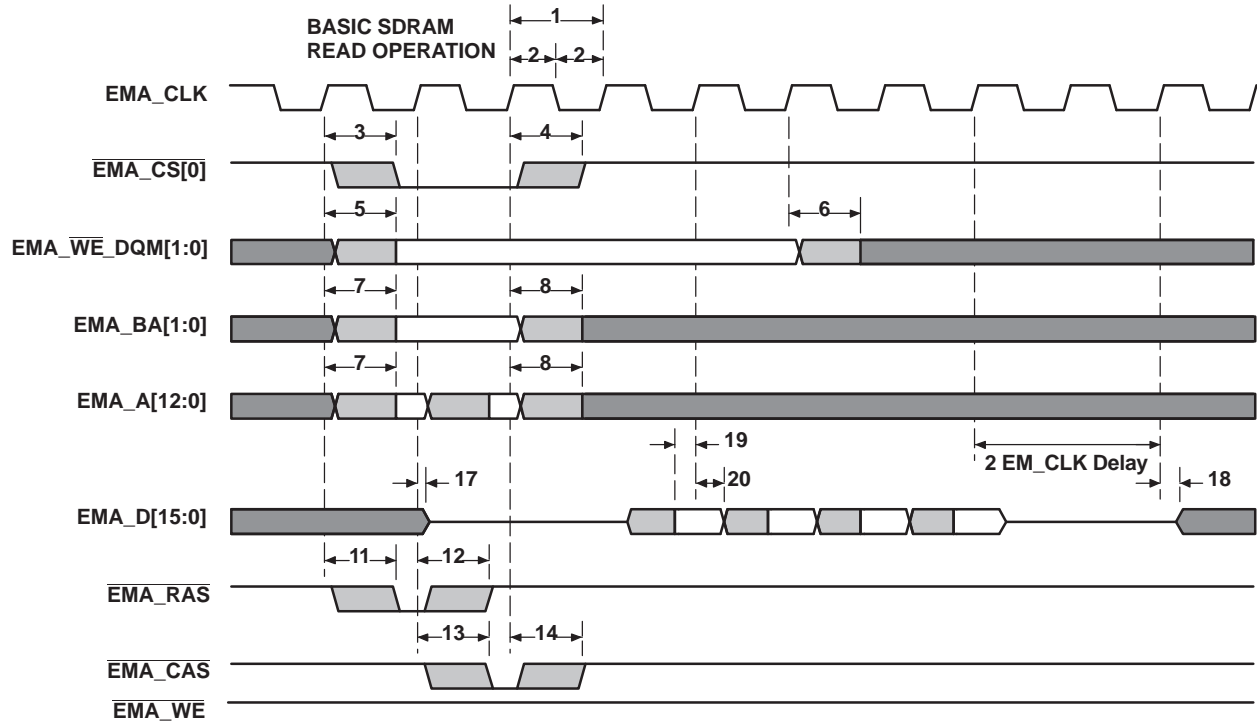 BASIC SDRAM
READ OPERATION
1
2 2
EMA_CLK
3 4
EMA_CS[0]
5 6
EMA_WE_DQM[1:0]
7 8
EMA_BA[1:0]
7 8
EMA_A[12:0]
19
2 EM_CLK Delay
17 20 18
EMA_D[15:0]
11 12
EMA_RAS
13 14
EMA_CAS
EMA_WE